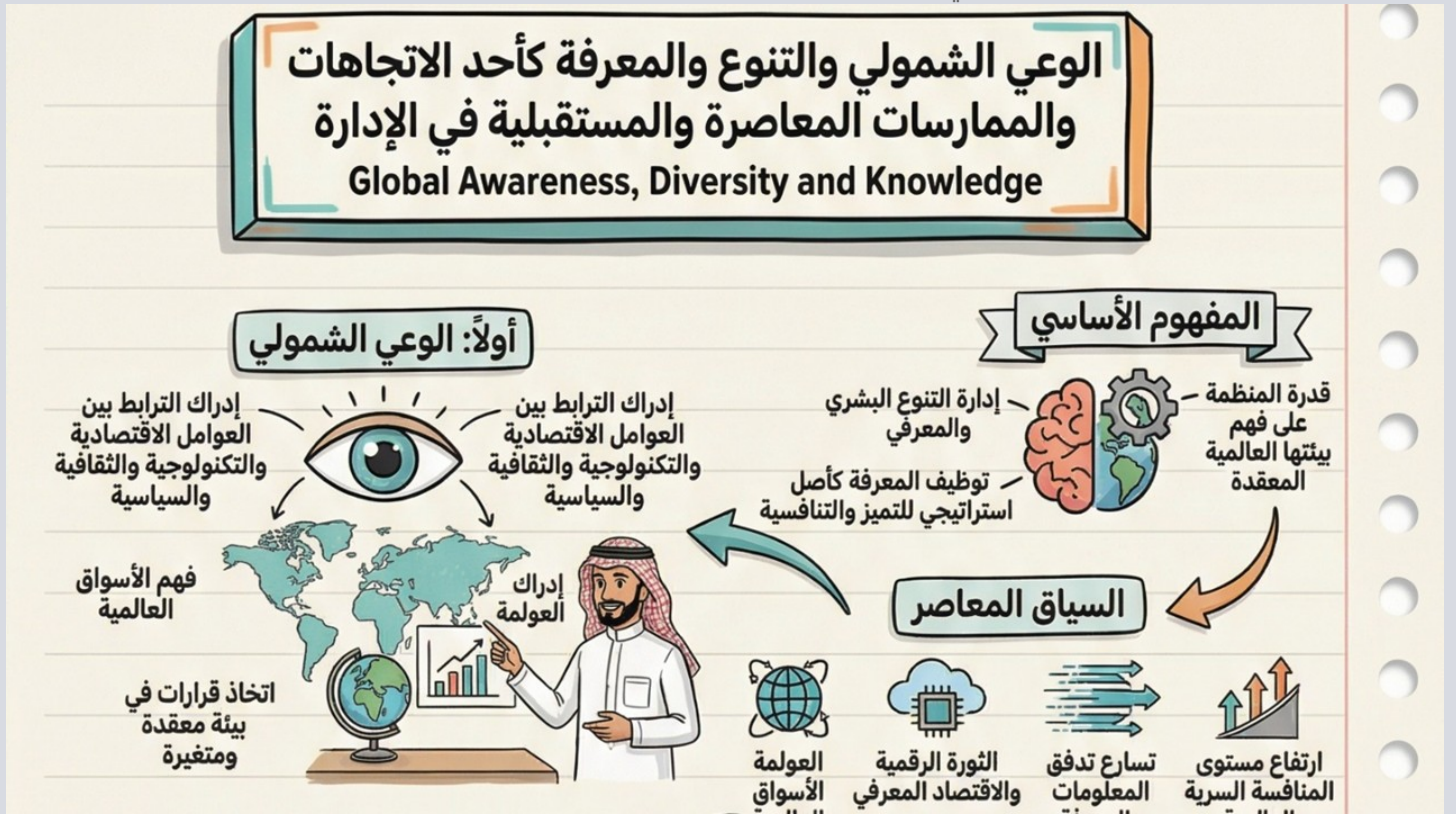 الوعي الشمولي والتنوع والمعرفة كأحد الاتجاهات
والممارسات المعاصرة والمستقبلية في الإدارة
Global Awareness, Diversity and Knowledge
المفهوم الأساسي
قدرة المنظمة
على فهم
بيئتها العالمية
المعقدة
إدارة التنوع البشري
والمعرفي
توظيف المعرفة كأصل
استراتيجي للتميز والتنافسية
السياق المعاصر
ارتفاع مستوى
المنافسة السرية
تسارع تدفق
المعلومات
الثورة الرقمية
والاقتصاد المعرفي
العولمة
الأسواق
أولاً: الوعي الشمولي
إدراك الترابط بين
العوامل الاقتصادية
والتكنولوجية والثقافية
والسياسية
إدراك الترابط بين
العوامل الاقتصادية
والتكنولوجية والثقافية
والسياسية
إدراك
العولمة
فهم الأسواق
العالمية
اتخاذ قرارات في
بيئة معقدة
ومتغيرة